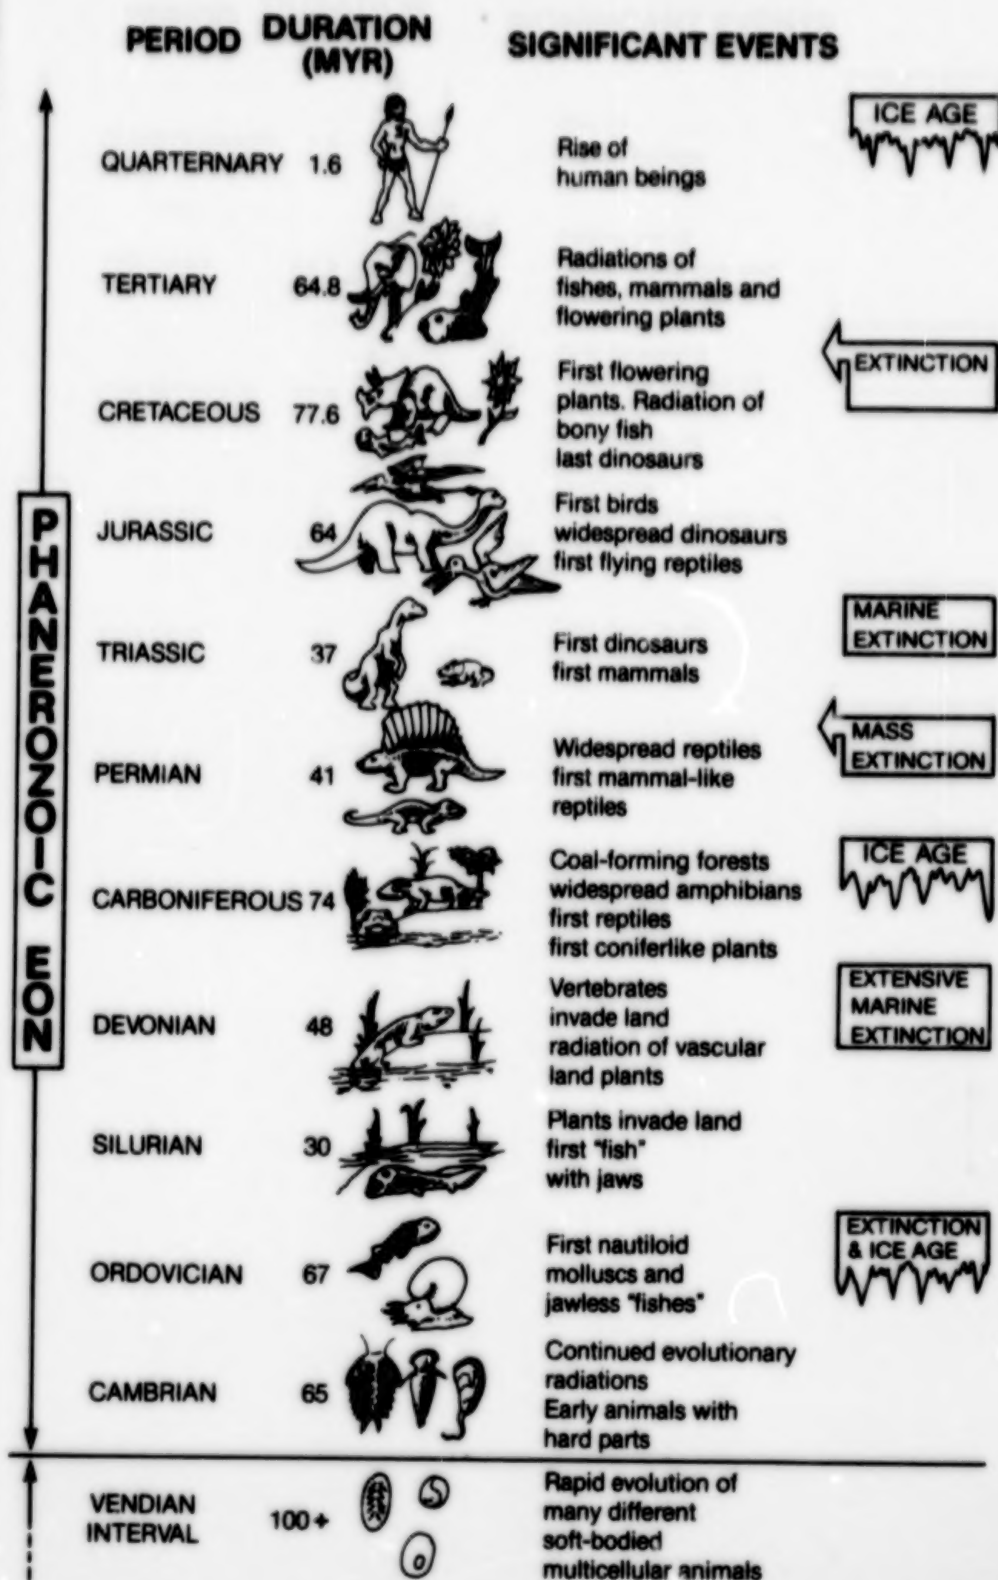 PERIOD DURATION (MYR) SIGNIFICANT EVENTS
QUARTERNARY 1.6
Rise of
human beings
ICE AGE
TERTIARY 64.8
Radiations of
fishes, mammals and
flowering plants
EXTINCTION
CRETACEOUS 77.6
First flowering
plants. Radiation of
bony fish
last dinosaurs
JURASSIC 64
First birds
widespread dinosaurs
first flying reptiles
TRIASSIC 37
First dinosaurs
first mammals
MARINE
EXTINCTION
PERMIAN 41
Widespread reptiles
first mammal-like
reptiles
MASS
EXTINCTION
CARBONIFEROUS 74
Coal-forming forests
widespread amphibians
first reptiles
first coniferlike plants
ICE AGE
DEVONIAN 48
Vertebrates
invade land
radiation of vascular
land plants
EXTENSIVE
MARINE
EXTINCTION
SILURIAN 30
Plants invade land
first "fish"
with jaws
ORDOVICIAN 67
First nautiloid
molluscs and
jawless "fishes"
EXTINCTION
& ICE AGE
CAMBRIAN 65
Continued evolutionary
radiations
Early animals with
hard parts
PHANEROZOIC EON
VENDIAN
INTERVAL
100+
Rapid evolution of
many different
soft-bodied
multicellular animals